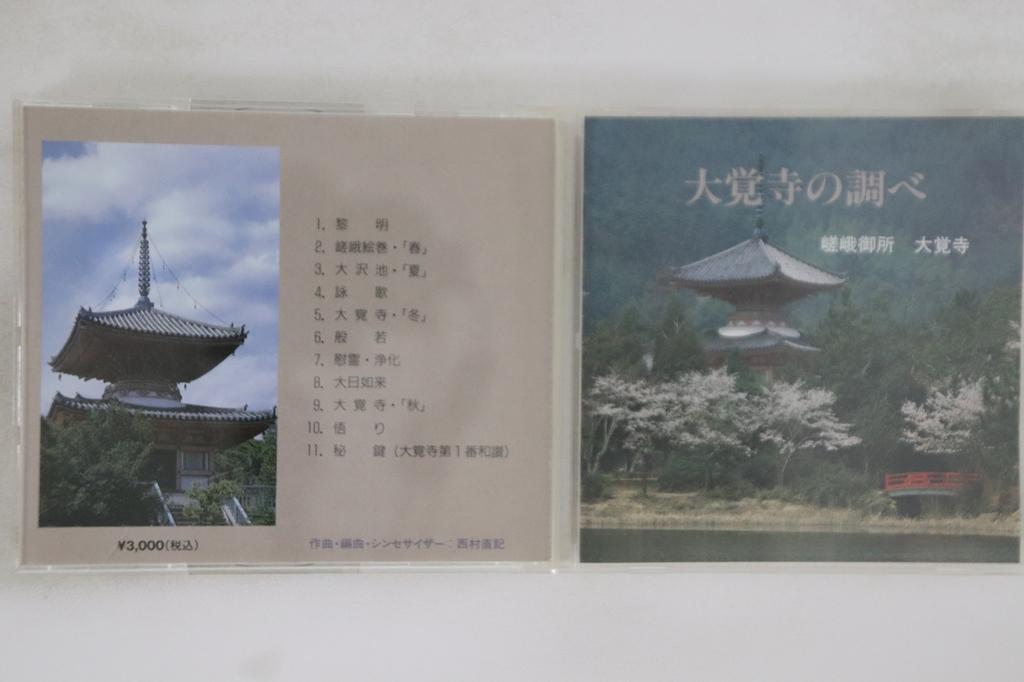 1. 黎 明
2. 嵯峨絵巻・「春」
3. 大沢池・「夏」
4. 詠 歌
5. 大覚寺・「冬」
6. 般 若
7. 慰霊・浄化
8. 大日如来
9. 大覚寺・「秋」
10. 悟 り
11. 秘 鍵(大覚寺第1番和讃)
¥3,000(税込)
作曲・編曲・シンセサイザー:西村直記
大覚寺の調べ
嵯峨御所 大覚寺